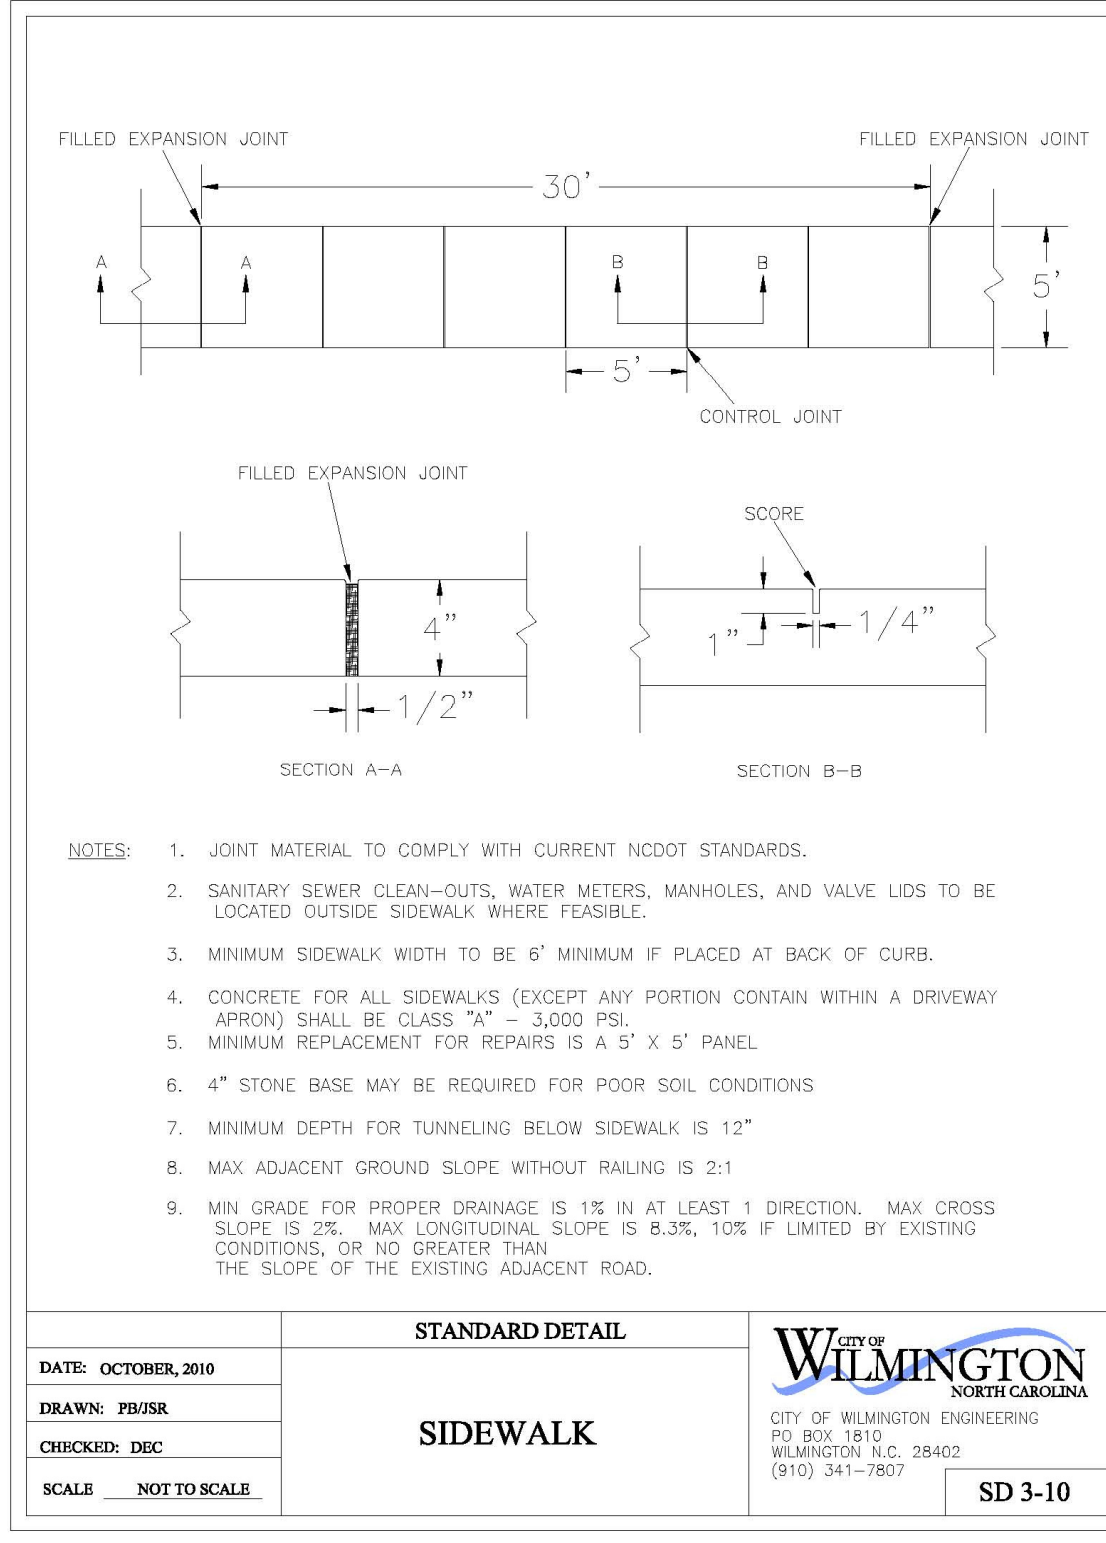 FILLED EXPANSION JOINT
FILLED EXPANSION JOINT
30'
A
A
B
B
5'
5'
CONTROL JOINT
FILLED EXPANSION JOINT
SCORE
4"
1"
1/4"
1/2"
SECTION A-A
SECTION B-B
NOTES: 1. JOINT MATERIAL TO COMPLY WITH CURRENT NCDOT STANDARDS.
2. SANITARY SEWER CLEAN-OUTS, WATER METERS, MANHOLES, AND VALVE LIDS TO BE
LOCATED OUTSIDE SIDEWALK WHERE FEASIBLE.
3. MINIMUM SIDEWALK WIDTH TO BE 6' MINIMUM IF PLACED AT BACK OF CURB.
4. CONCRETE FOR ALL SIDEWALKS (EXCEPT ANY PORTION CONTAIN WITHIN A DRIVEWAY
APRON) SHALL BE CLASS "A" - 3,000 PSI.
5. MINIMUM REPLACEMENT FOR REPAIRS IS A 5' X 5' PANEL
6. 4" STONE BASE MAY BE REQUIRED FOR POOR SOIL CONDITIONS
7. MINIMUM DEPTH FOR TUNNELING BELOW SIDEWALK IS 12"
8. MAX ADJACENT GROUND SLOPE WITHOUT RAILING IS 2:1
9. MIN GRADE FOR PROPER DRAINAGE IS 1% IN AT LEAST 1 DIRECTION. MAX CROSS
SLOPE IS 2%. MAX LONGITUDINAL SLOPE IS 8.3%, 10% IF LIMITED BY EXISTING
CONDITIONS, OR NO GREATER THAN
THE SLOPE OF THE EXISTING ADJACENT ROAD.
STANDARD DETAIL
DATE: OCTOBER, 2010
DRAWN: PB/JSR
CHECKED: DEC
SCALE NOT TO SCALE
SIDEWALK
CITY OF
WILMINGTON
NORTH CAROLINA
CITY OF WILMINGTON ENGINEERING
PO BOX 1810
WILMINGTON N.C. 28402
(910) 341-7807
SD 3-10